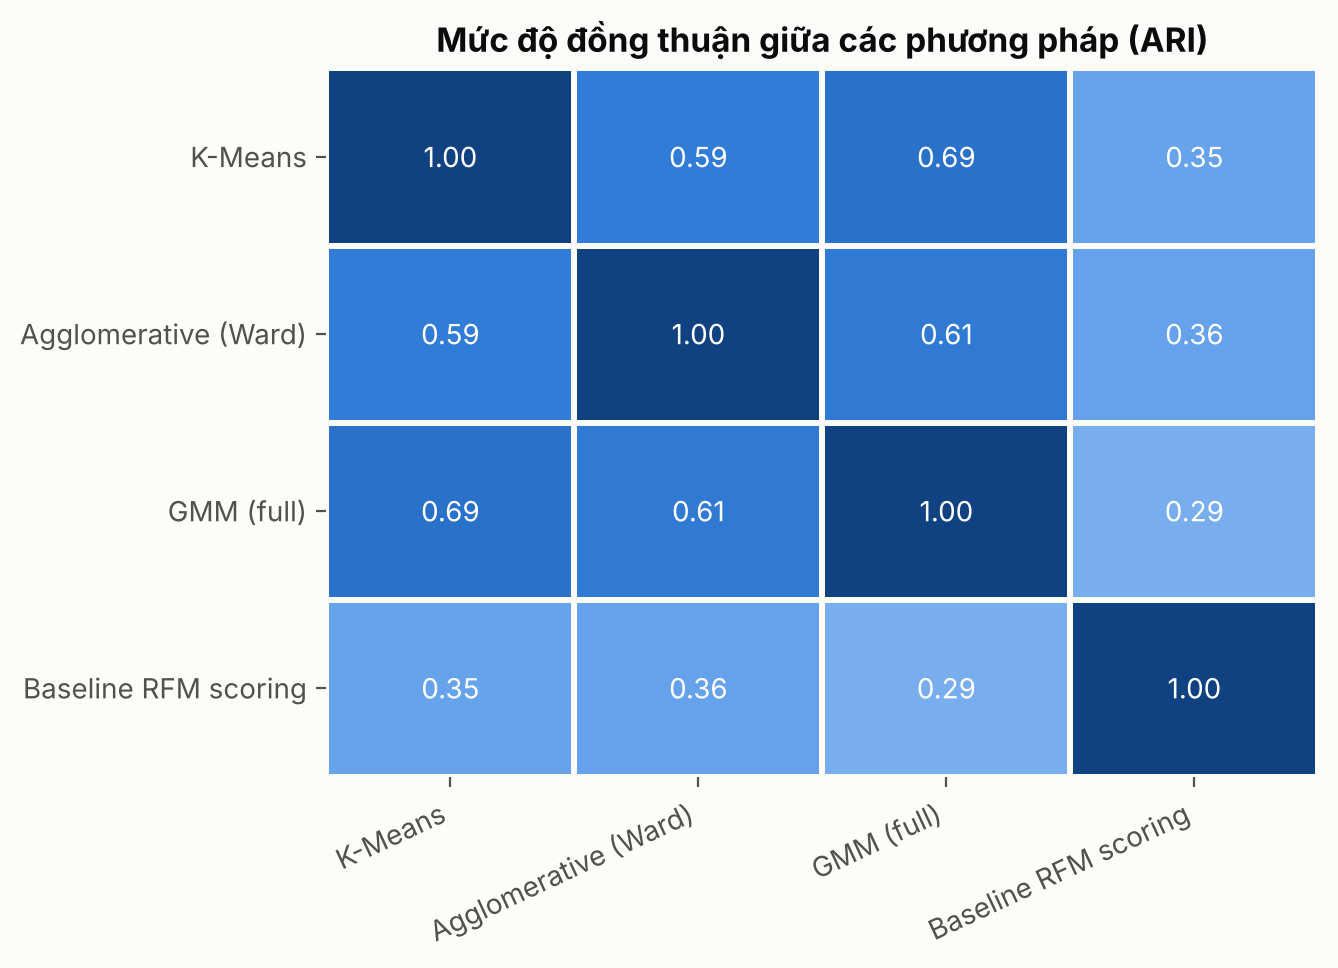 Mức độ đồng thuận giữa các phương pháp (ARI)
K-Means 1.00 0.59 0.69 0.35
Agglomerative (Ward) 0.59 1.00 0.61 0.36
GMM (full) 0.69 0.61 1.00 0.29
Baseline RFM scoring 0.35 0.36 0.29 1.00
K-Means
Agglomerative (Ward)
GMM (full)
Baseline RFM scoring